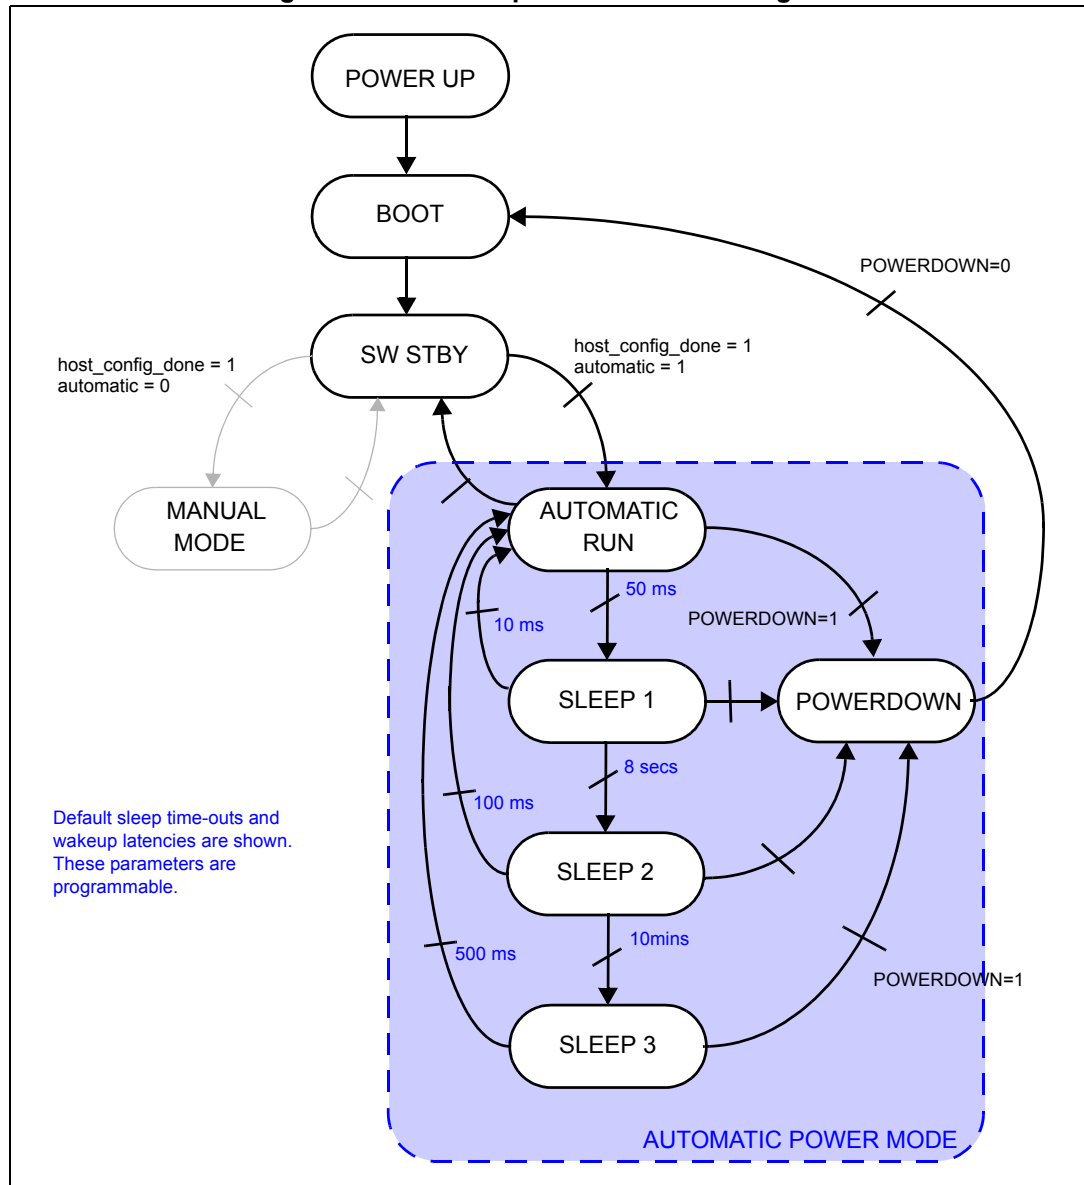 POWER UP
BOOT
POWERDOWN=0
SW STBY
host_config_done = 1
automatic = 0
host_config_done = 1
automatic = 1
MANUAL
MODE
AUTOMATIC
RUN
50 ms
10 ms
POWERDOWN=1
SLEEP 1
POWERDOWN
8 secs
100 ms
Default sleep time-outs and
wakeup latencies are shown.
These parameters are
programmable.
SLEEP 2
10mins
500 ms
POWERDOWN=1
SLEEP 3
AUTOMATIC POWER MODE